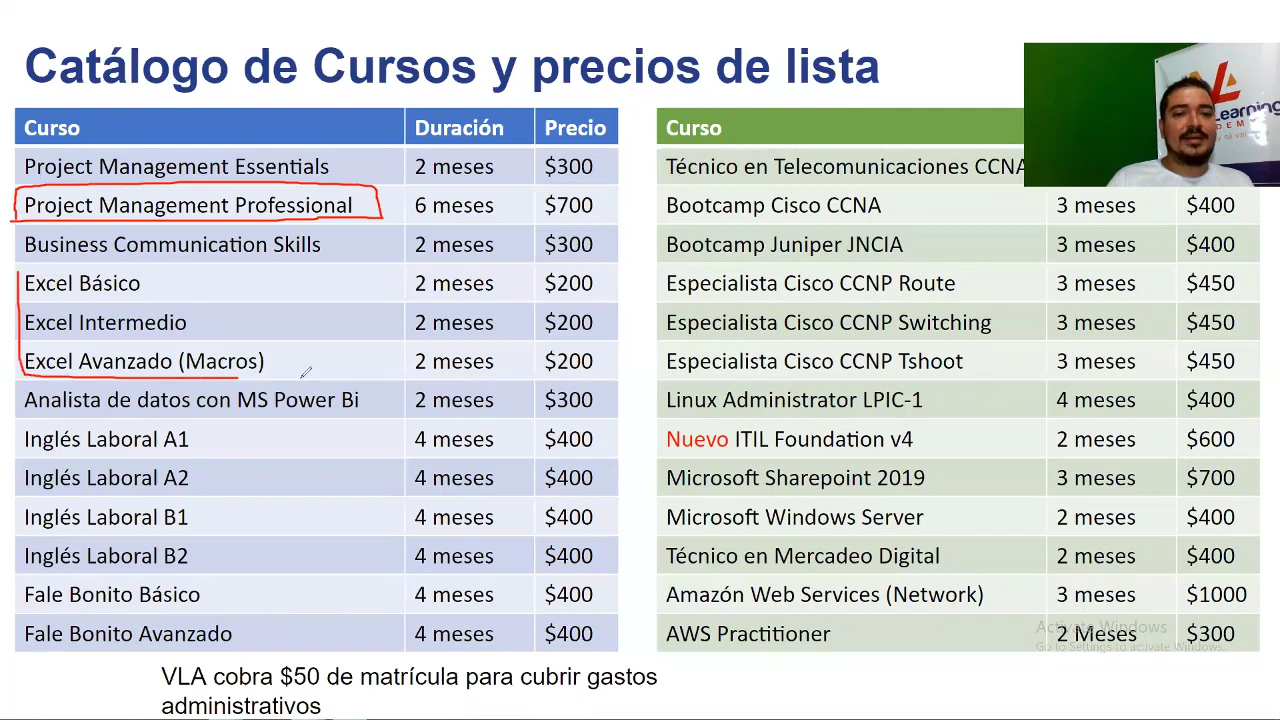 Catálogo de Cursos y precios de lista
Curso Duración Precio
Project Management Essentials 2 meses $300
Project Management Professional 6 meses $700
Business Communication Skills 2 meses $300
Excel Básico 2 meses $200
Excel Intermedio 2 meses $200
Excel Avanzado (Macros) 2 meses $200
Analista de datos con MS Power Bi 2 meses $300
Inglés Laboral A1 4 meses $400
Inglés Laboral A2 4 meses $400
Inglés Laboral B1 4 meses $400
Inglés Laboral B2 4 meses $400
Fale Bonito Básico 4 meses $400
Fale Bonito Avanzado 4 meses $400
Curso
Técnico en Telecomunicaciones CCNA
Bootcamp Cisco CCNA 3 meses $400
Bootcamp Juniper JNCIA 3 meses $400
Especialista Cisco CCNP Route 3 meses $450
Especialista Cisco CCNP Switching 3 meses $450
Especialista Cisco CCNP Tshoot 3 meses $450
Linux Administrator LPIC-1 4 meses $400
Nuevo ITIL Foundation v4 2 meses $600
Microsoft Sharepoint 2019 3 meses $700
Microsoft Windows Server 2 meses $400
Técnico en Mercadeo Digital 2 meses $400
Amazón Web Services (Network) 3 meses $1000
AWS Practitioner 2 Meses $300
VLA cobra $50 de matrícula para cubrir gastos
administrativos
Activate Windows
Go to Settings to activate Windows.